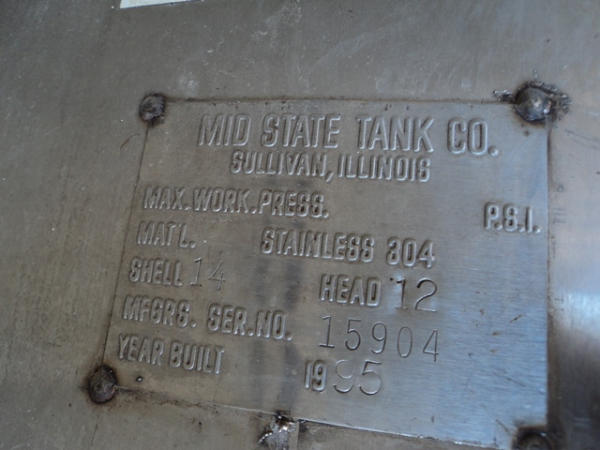 MID STATE TANK CO.
SULLIVAN, ILLINOIS
MAX. WORK. PRESS. P.S.I.
MAT'L. STAINLESS 304
SHELL 14 HEAD 12
MFGRS. SER. NO. 15904
YEAR BUILT 1995